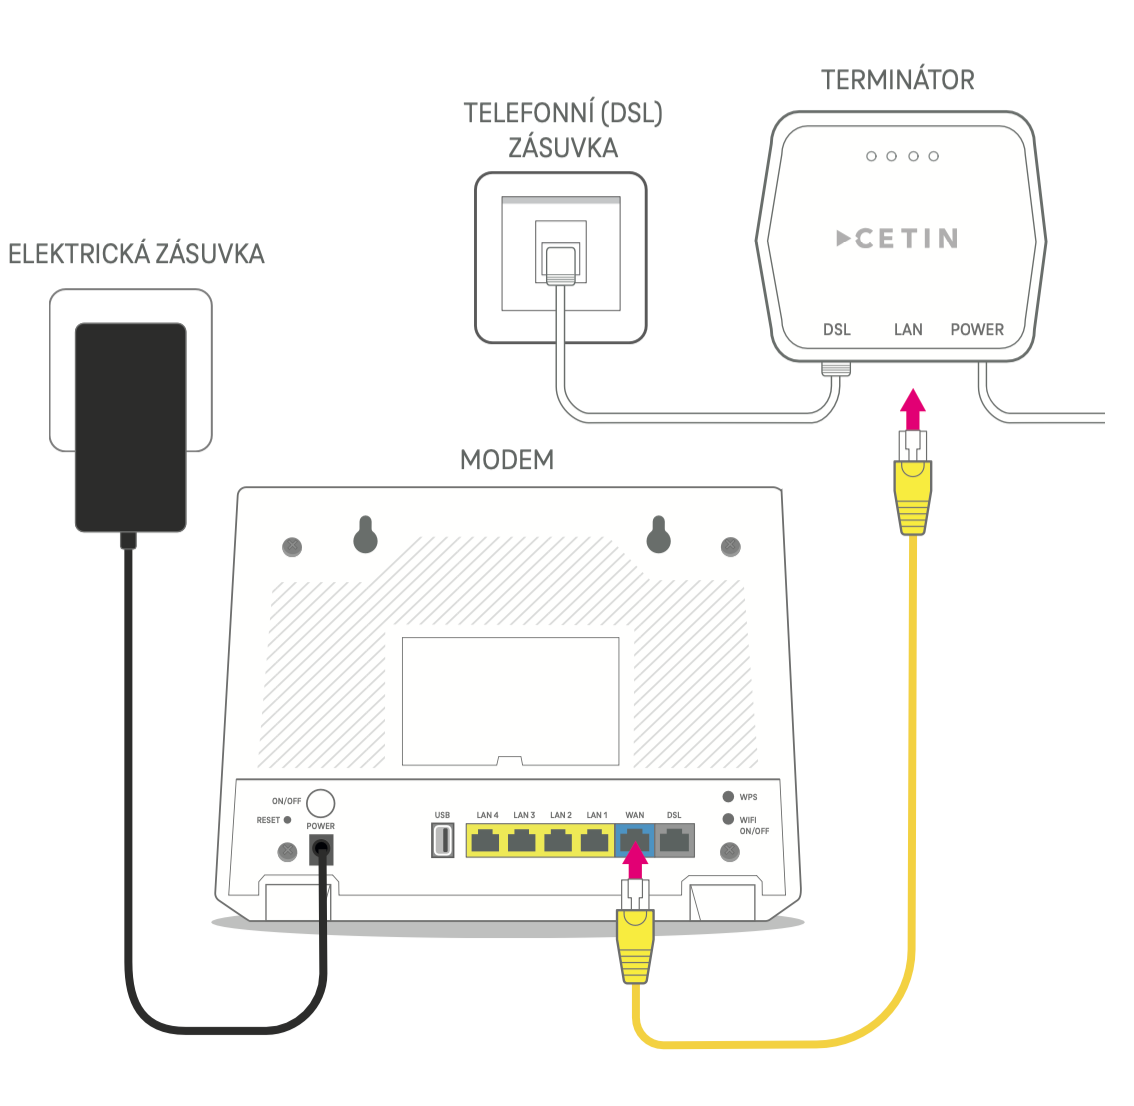 TERMINÁTOR
TELEFONNÍ (DSL)
ZÁSUVKA
ELEKTRICKÁ ZÁSUVKA
CETIN
DSL LAN POWER
MODEM
ON/OFF
RESET
POWER
USB LAN 4 LAN 3 LAN 2 LAN 1 WAN DSL
WPS
WIFI
ON/OFF